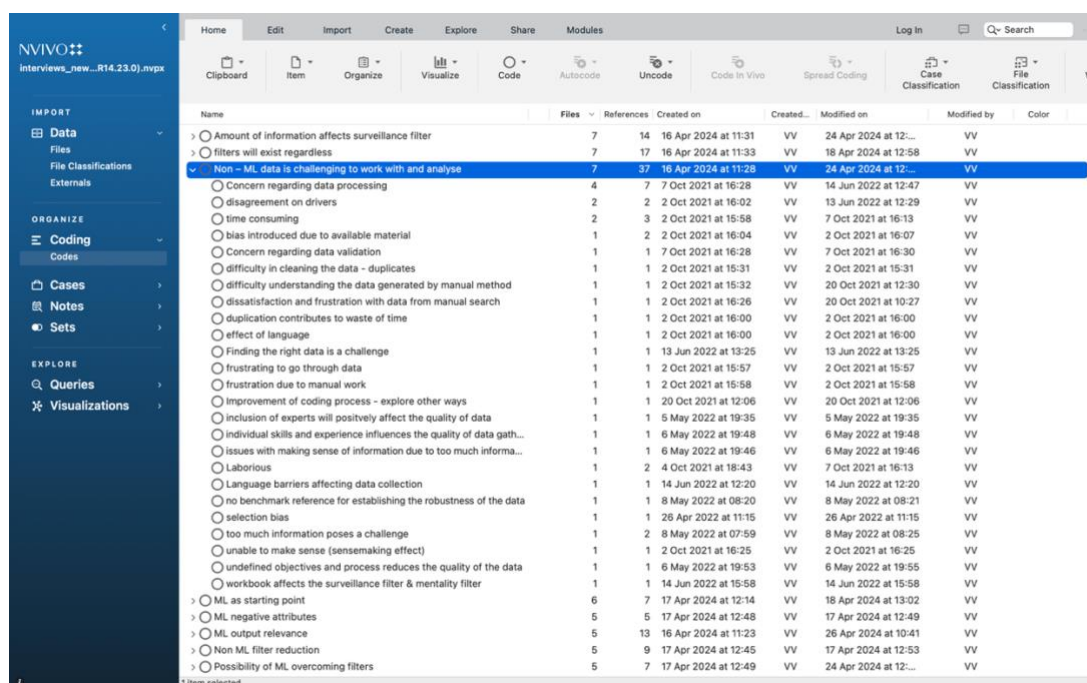 Home Edit Import Create Explore Share Modules Log In Search
NVIVO
interviews_new...R14.23.0).nvpx
Clipboard Item Organize Visualize Code Autocode Uncode Code In Vivo Spread Coding Case Classification File Classification
IMPORT
Data
Files
File Classifications
Externals
ORGANIZE
Coding
Codes
Cases
Notes
Sets
EXPLORE
Queries
Visualizations
Name Files References Created on Created... Modified on Modified by Color
Amount of information affects surveillance filter 7 14 16 Apr 2024 at 11:31 VV 24 Apr 2024 at 12:... VV
filters will exist regardless 7 17 16 Apr 2024 at 11:33 VV 18 Apr 2024 at 12:58 VV
Non – ML data is challenging to work with and analyse 7 37 16 Apr 2024 at 11:28 VV 24 Apr 2024 at 12:... VV
Concern regarding data processing 4 7 7 Oct 2021 at 16:28 VV 14 Jun 2022 at 12:47 VV
disagreement on drivers 2 2 2 Oct 2021 at 16:02 VV 13 Jun 2022 at 12:29 VV
time consuming 2 3 2 Oct 2021 at 15:58 VV 7 Oct 2021 at 16:13 VV
bias introduced due to available material 1 2 2 Oct 2021 at 16:04 VV 2 Oct 2021 at 16:07 VV
Concern regarding data validation 1 1 7 Oct 2021 at 16:28 VV 7 Oct 2021 at 16:30 VV
difficulty in cleaning the data - duplicates 1 1 2 Oct 2021 at 15:31 VV 2 Oct 2021 at 15:31 VV
difficulty understanding the data generated by manual method 1 1 2 Oct 2021 at 15:32 VV 20 Oct 2021 at 12:30 VV
dissatisfaction and frustration with data from manual search 1 1 2 Oct 2021 at 16:26 VV 20 Oct 2021 at 10:27 VV
duplication contributes to waste of time 1 1 2 Oct 2021 at 16:00 VV 2 Oct 2021 at 16:00 VV
effect of language 1 1 2 Oct 2021 at 16:00 VV 2 Oct 2021 at 16:00 VV
Finding the right data is a challenge 1 1 13 Jun 2022 at 13:25 VV 13 Jun 2022 at 13:25 VV
frustrating to go through data 1 1 2 Oct 2021 at 15:57 VV 2 Oct 2021 at 15:57 VV
frustration due to manual work 1 1 2 Oct 2021 at 15:58 VV 2 Oct 2021 at 15:58 VV
Improvement of coding process - explore other ways 1 1 20 Oct 2021 at 12:06 VV 20 Oct 2021 at 12:06 VV
inclusion of experts will positvely affect the quality of data 1 1 5 May 2022 at 19:35 VV 5 May 2022 at 19:35 VV
individual skills and experience influences the quality of data gath... 1 1 6 May 2022 at 19:48 VV 6 May 2022 at 19:48 VV
issues with making sense of information due to too much informa... 1 1 6 May 2022 at 19:46 VV 6 May 2022 at 19:46 VV
Laborious 1 2 4 Oct 2021 at 18:43 VV 7 Oct 2021 at 16:13 VV
Language barriers affecting data collection 1 1 14 Jun 2022 at 12:20 VV 14 Jun 2022 at 12:20 VV
no benchmark reference for establishing the robustness of the data 1 1 8 May 2022 at 08:20 VV 8 May 2022 at 08:21 VV
selection bias 1 1 26 Apr 2022 at 11:15 VV 26 Apr 2022 at 11:15 VV
too much information poses a challenge 1 2 8 May 2022 at 07:59 VV 8 May 2022 at 08:25 VV
unable to make sense (sensemaking effect) 1 1 2 Oct 2021 at 16:25 VV 2 Oct 2021 at 16:25 VV
undefined objectives and process reduces the quality of the data 1 1 6 May 2022 at 19:53 VV 6 May 2022 at 19:55 VV
workbook affects the surveillance filter & mentality filter 1 1 14 Jun 2022 at 15:58 VV 14 Jun 2022 at 15:58 VV
ML as starting point 6 7 17 Apr 2024 at 12:14 VV 18 Apr 2024 at 13:02 VV
ML negative attributes 5 5 17 Apr 2024 at 12:48 VV 17 Apr 2024 at 12:49 VV
ML output relevance 5 13 16 Apr 2024 at 11:23 VV 26 Apr 2024 at 10:41 VV
Non ML filter reduction 5 9 17 Apr 2024 at 12:45 VV 17 Apr 2024 at 12:53 VV
Possibility of ML overcoming filters 5 7 17 Apr 2024 at 12:49 VV 24 Apr 2024 at 12:... VV